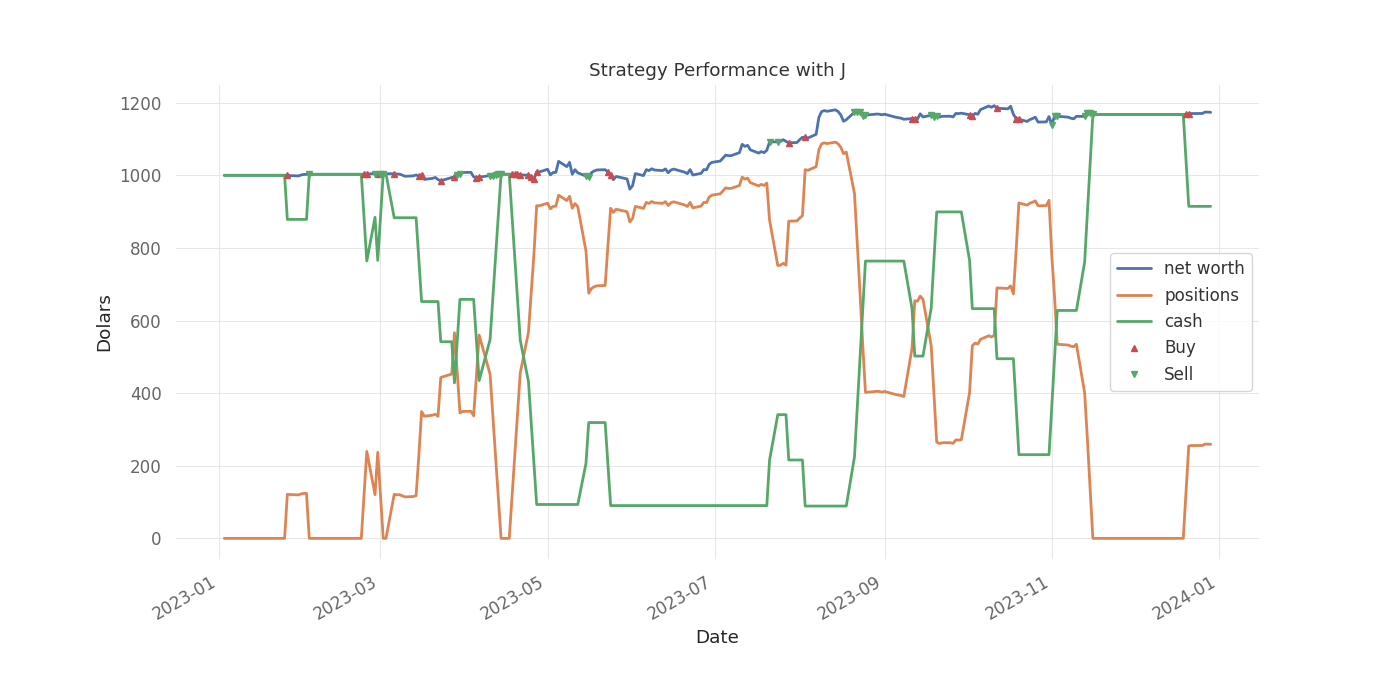 Strategy Performance with J
1200
1000
800
600
400
200
0
Dolars
net worth
positions
cash
Buy
Sell
2023-01
2023-03
2023-05
2023-07
2023-09
2023-11
2024-01
Date